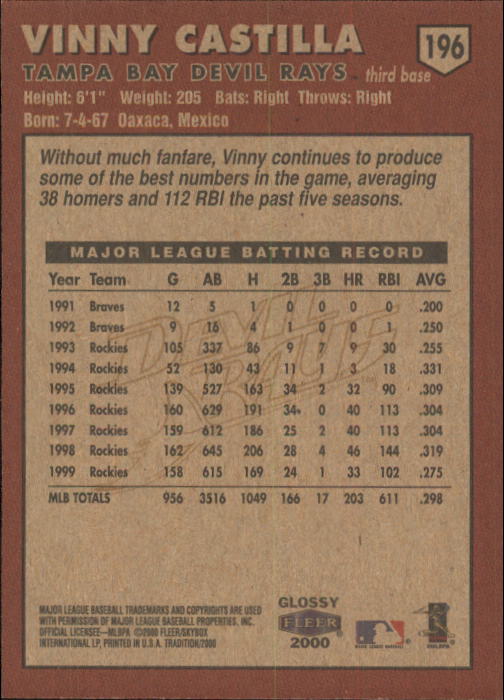 VINNY CASTILLA
196
TAMPA BAY DEVIL RAYS third base
Height: 6'1" Weight: 205 Bats: Right Throws: Right
Born: 7-4-67 Oaxaca, Mexico
Without much fanfare, Vinny continues to produce
some of the best numbers in the game, averaging
38 homers and 112 RBI the past five seasons.
MAJOR LEAGUE BATTING RECORD
Year Team G AB H 2B 3B HR RBI AVG
1991 Braves 12 5 1 0 0 0 0 .200
1992 Braves 9 16 4 1 0 0 1 .250
1993 Rockies 105 337 86 9 7 9 30 .255
1994 Rockies 52 130 43 11 1 3 18 .331
1995 Rockies 139 527 163 34 2 32 90 .309
1996 Rockies 160 629 191 34 0 40 113 .304
1997 Rockies 159 612 186 25 2 40 113 .304
1998 Rockies 162 645 206 28 4 46 144 .319
1999 Rockies 158 615 169 24 1 33 102 .275
MLB TOTALS 956 3516 1049 166 17 203 611 .298
DEVIL
RAYS
MAJOR LEAGUE BASEBALL TRADEMARKS AND COPYRIGHTS ARE USED
WITH PERMISSION OF MAJOR LEAGUE BASEBALL PROPERTIES, INC.
OFFICIAL LICENSEE—MLBPA ©2000 FLEER/SKYBOX
INTERNATIONAL LP, PRINTED IN U.S.A. TRADITION/2000
GLOSSY
FLEER
2000
MAJOR LEAGUE BASEBALL
MLBPA